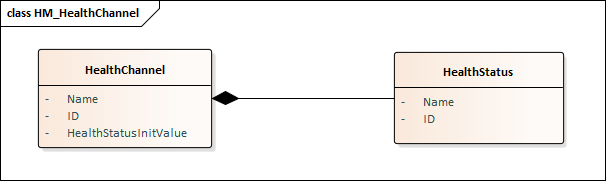 class HM_HealthChannel
HealthChannel
- Name
- ID
- HealthStatusInitValue
HealthStatus
- Name
- ID